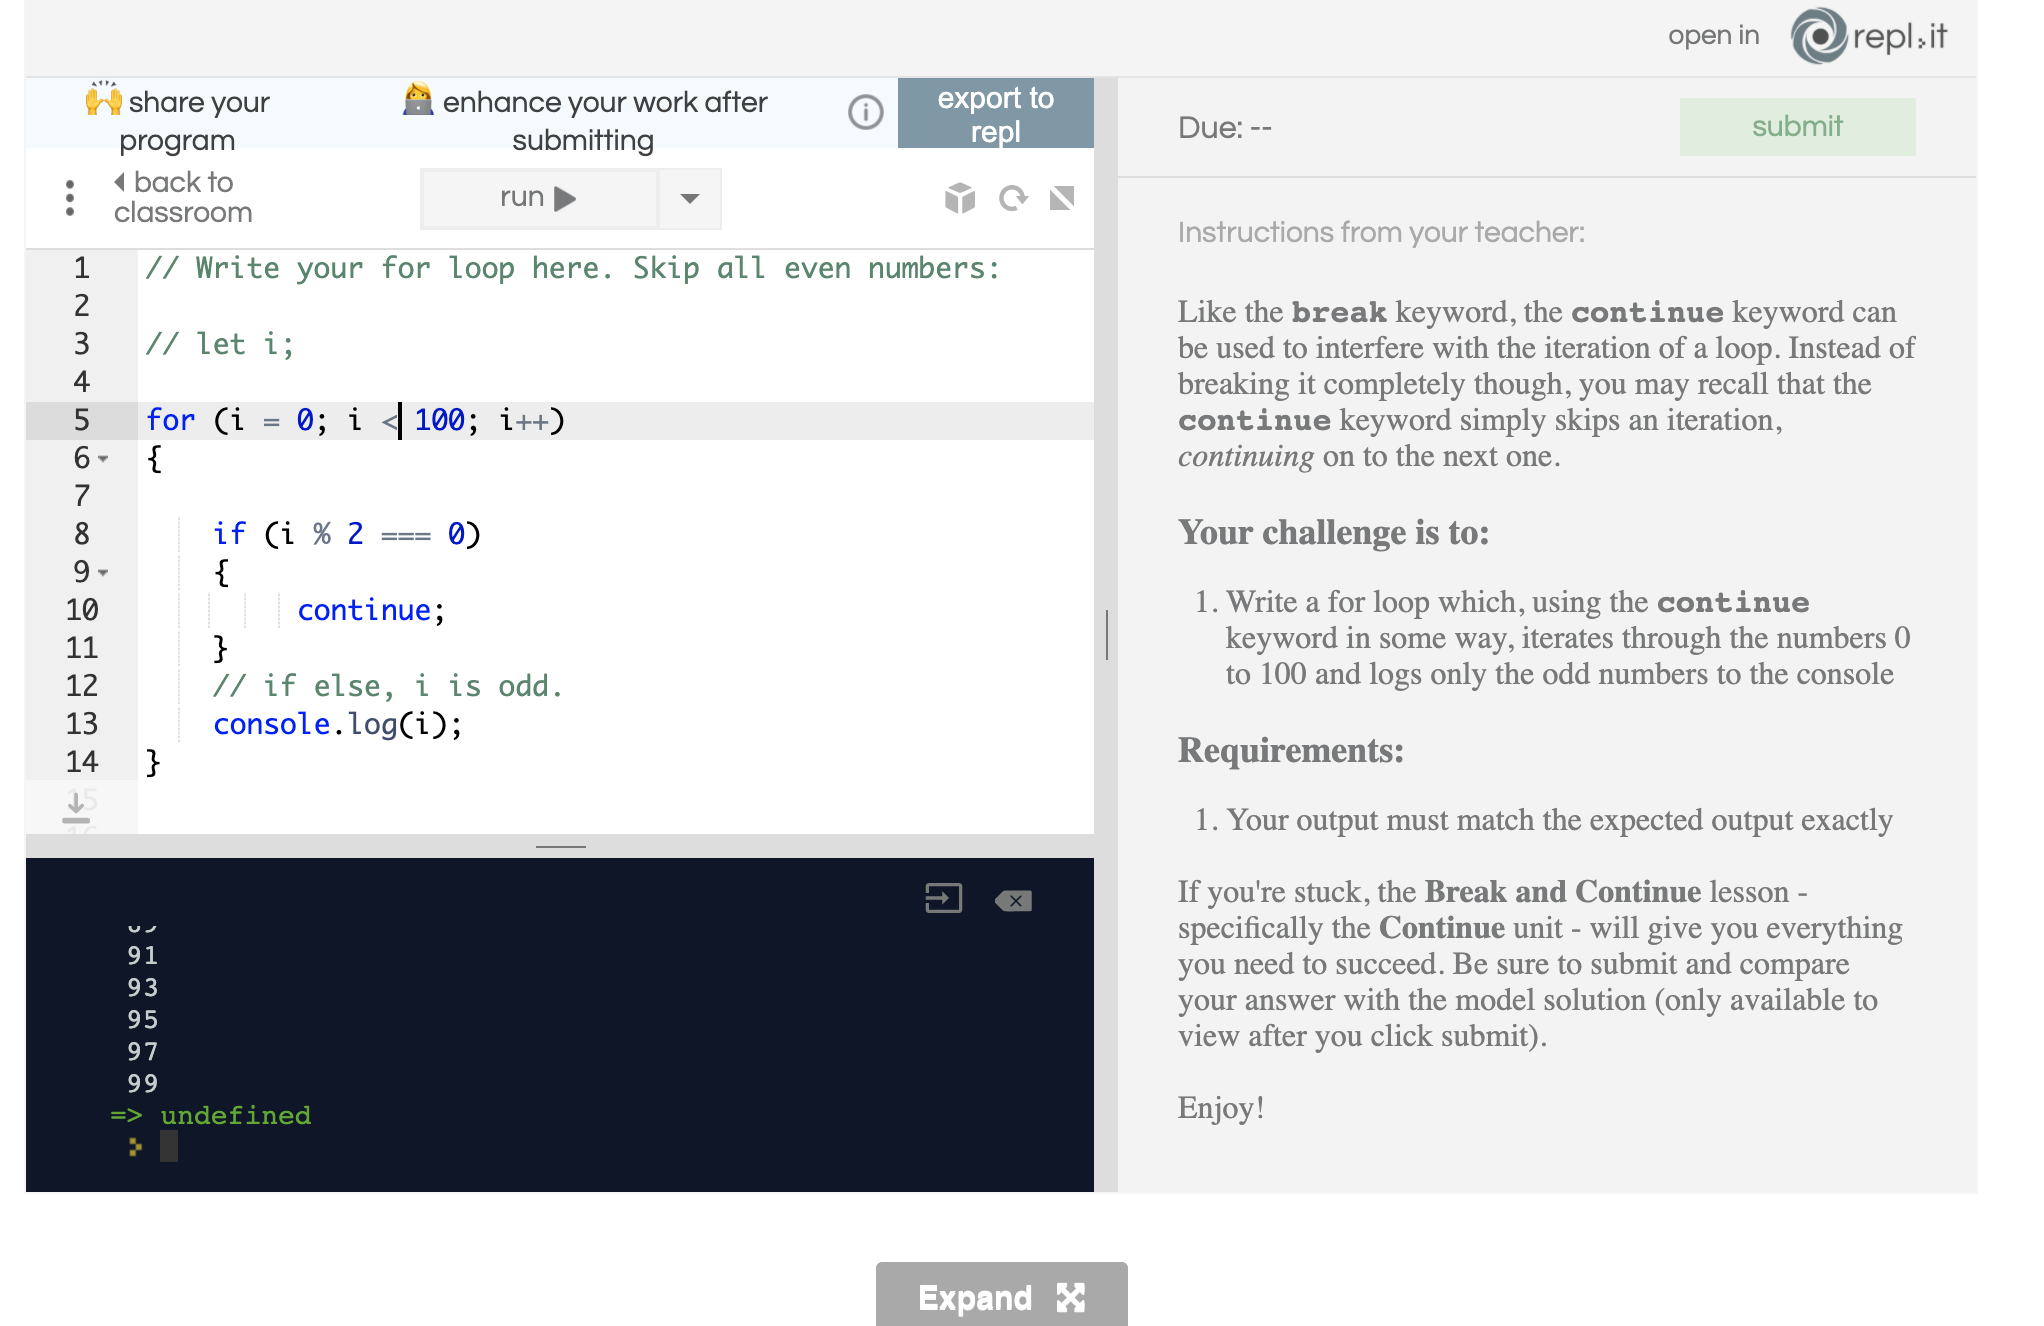 open in repl.it
🙌 share your program
👩‍💻 enhance your work after submitting
export to repl
back to classroom
run
1 // Write your for loop here. Skip all even numbers:
2
3 // let i;
4
5 for (i = 0; i < 100; i++)
6 {
7
8 if (i % 2 === 0)
9 {
10 continue;
11 }
12 // if else, i is odd.
13 console.log(i);
14 }
15
91
93
95
97
99
=> undefined
Due: --
submit
Instructions from your teacher:
Like the break keyword, the continue keyword can
be used to interfere with the iteration of a loop. Instead of
breaking it completely though, you may recall that the
continue keyword simply skips an iteration,
continuing on to the next one.
Your challenge is to:
1. Write a for loop which, using the continue
keyword in some way, iterates through the numbers 0
to 100 and logs only the odd numbers to the console
Requirements:
1. Your output must match the expected output exactly
If you're stuck, the Break and Continue lesson -
specifically the Continue unit - will give you everything
you need to succeed. Be sure to submit and compare
your answer with the model solution (only available to
view after you click submit).
Enjoy!
Expand